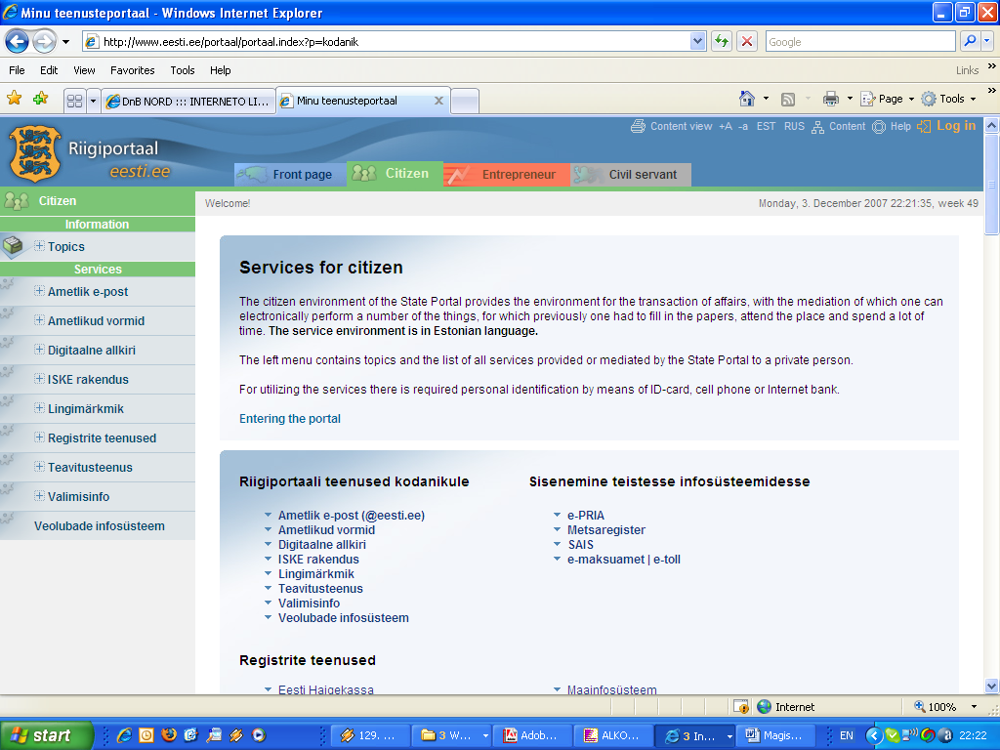 Minu teenusteportaal - Windows Internet Explorer
http://www.eesti.ee/portaal/portaal.index?p=kodanik
Google
File Edit View Favorites Tools Help
Links
DnB NORD ::: INTERNETO LI...
Minu teenusteportaal
Page Tools
Content view +A -a EST RUS Content Help Log in
Riigiportaal
eesti.ee
Front page Citizen Entrepreneur Civil servant
Citizen
Welcome!
Monday, 3. December 2007 22:21:35, week 49
Information
Topics
Services
Ametlik e-post
Ametlikud vormid
Digitaalne allkiri
ISKE rakendus
Lingimärkmik
Registrite teenused
Teavitusteenus
Valimisinfo
Veolubade infosüsteem
Services for citizen
The citizen environment of the State Portal provides the environment for the transaction of affairs, with the mediation of which one can
electronically perform a number of the things, for which previously one had to fill in the papers, attend the place and spend a lot of
time. The service environment is in Estonian language.
The left menu contains topics and the list of all services provided or mediated by the State Portal to a private person.
For utilizing the services there is required personal identification by means of ID-card, cell phone or Internet bank.
Entering the portal
Riigiportaali teenused kodanikule
Ametlik e-post (@eesti.ee)
Ametlikud vormid
Digitaalne allkiri
ISKE rakendus
Lingimärkmik
Teavitusteenus
Valimisinfo
Veolubade infosüsteem
Sisenemine teistesse infosüsteemidesse
e-PRIA
Metsaregister
SAIS
e-maksuamet | e-toll
Registrite teenused
Eesti Haigekassa
Maainfosüsteem
Internet
100%
start
129. ...
3 W...
Adob...
ALKO...
3 In...
Magis...
EN
22:22